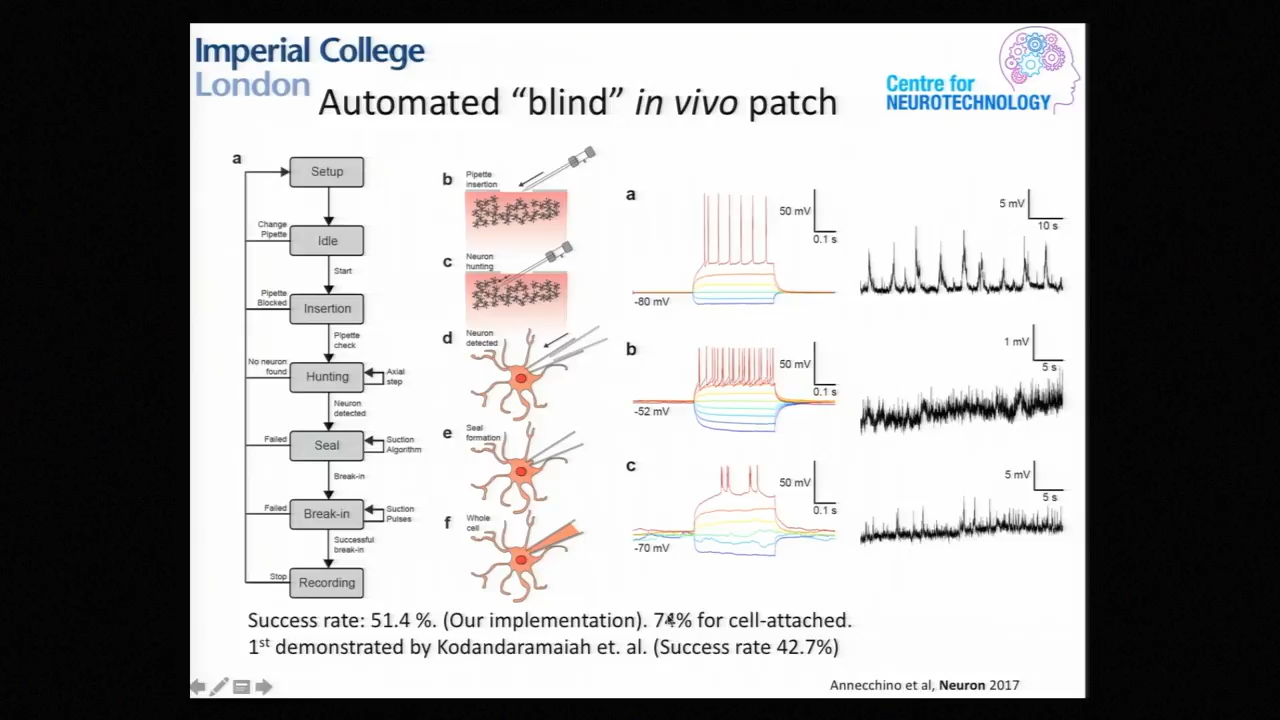 Imperial College
London
Centre for
NEUROTECHNOLOGY
Automated “blind” in vivo patch
a
Setup
Change
Pipette
Idle
Start
Pipette
Blocked
Insertion
Pipette
check
No neuron
found
Hunting
Axial
step
Neuron
detected
Failed
Seal
Suction
Algorithm
Break-in
Failed
Break-in
Suction
Pulses
Successful
break-in
Stop
Recording
b
Pipette
insertion
c
Neuron
hunting
d
Neuron
detected
e
Seal
formation
f
Whole
cell
a
50 mV
0.1 s
-80 mV
5 mV
10 s
b
50 mV
0.1 s
-52 mV
1 mV
5 s
c
50 mV
0.1 s
-70 mV
5 mV
5 s
Success rate: 51.4 %. (Our implementation). 74% for cell-attached.
1st demonstrated by Kodandaramaiah et. al. (Success rate 42.7%)
Annecchino et al, Neuron 2017